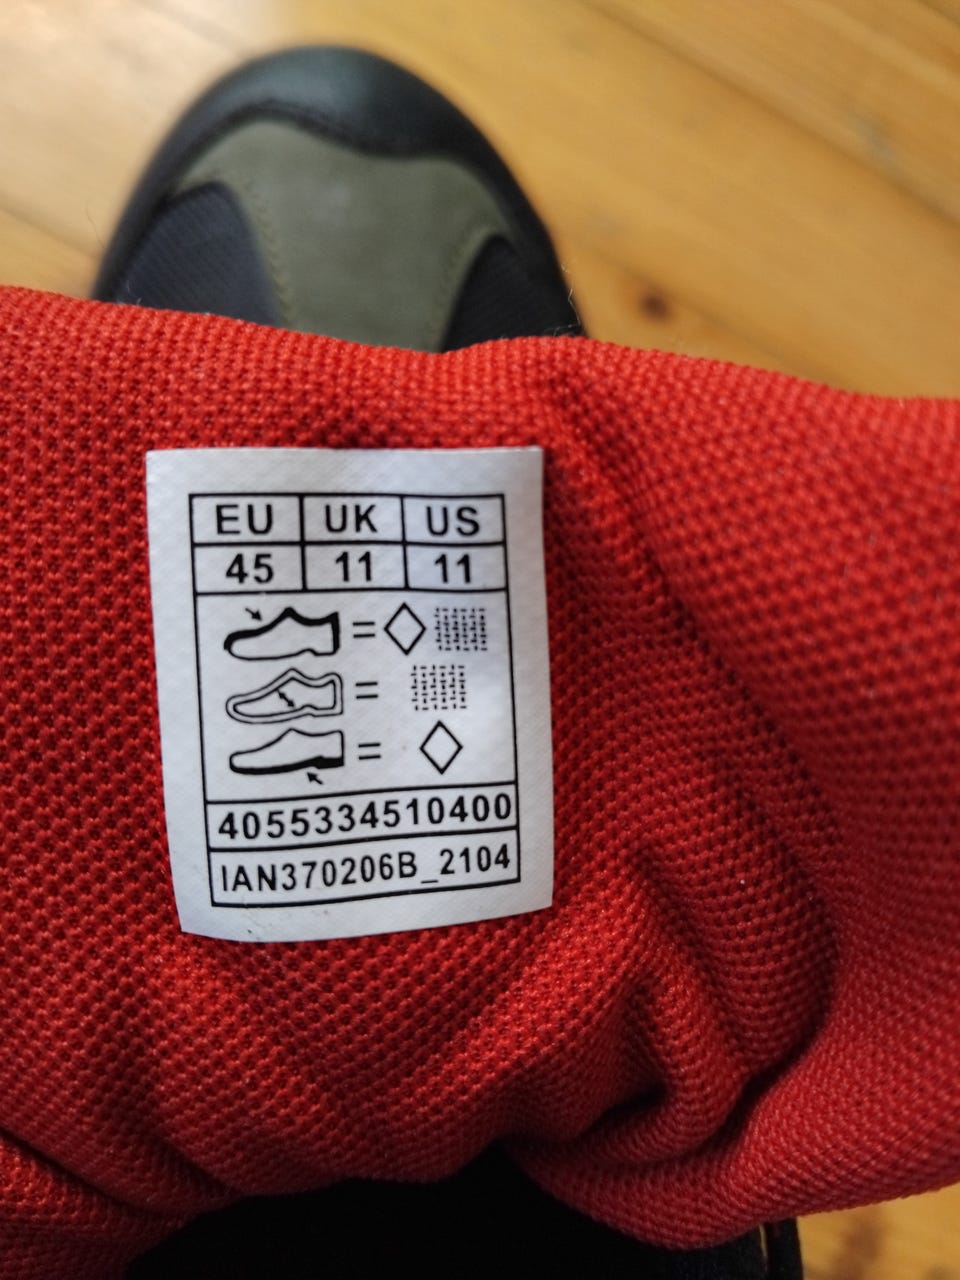 EU UK US
45 11 11
4055334510400
IAN370206B_2104